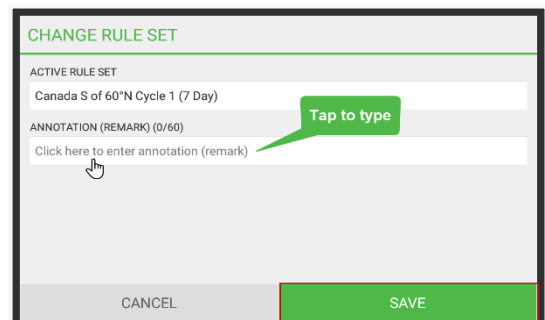 CHANGE RULE SET
ACTIVE RULE SET
Canada S of 60°N Cycle 1 (7 Day)
Tap to type
ANNOTATION (REMARK) (0/60)
Click here to enter annotation (remark)
CANCEL
SAVE